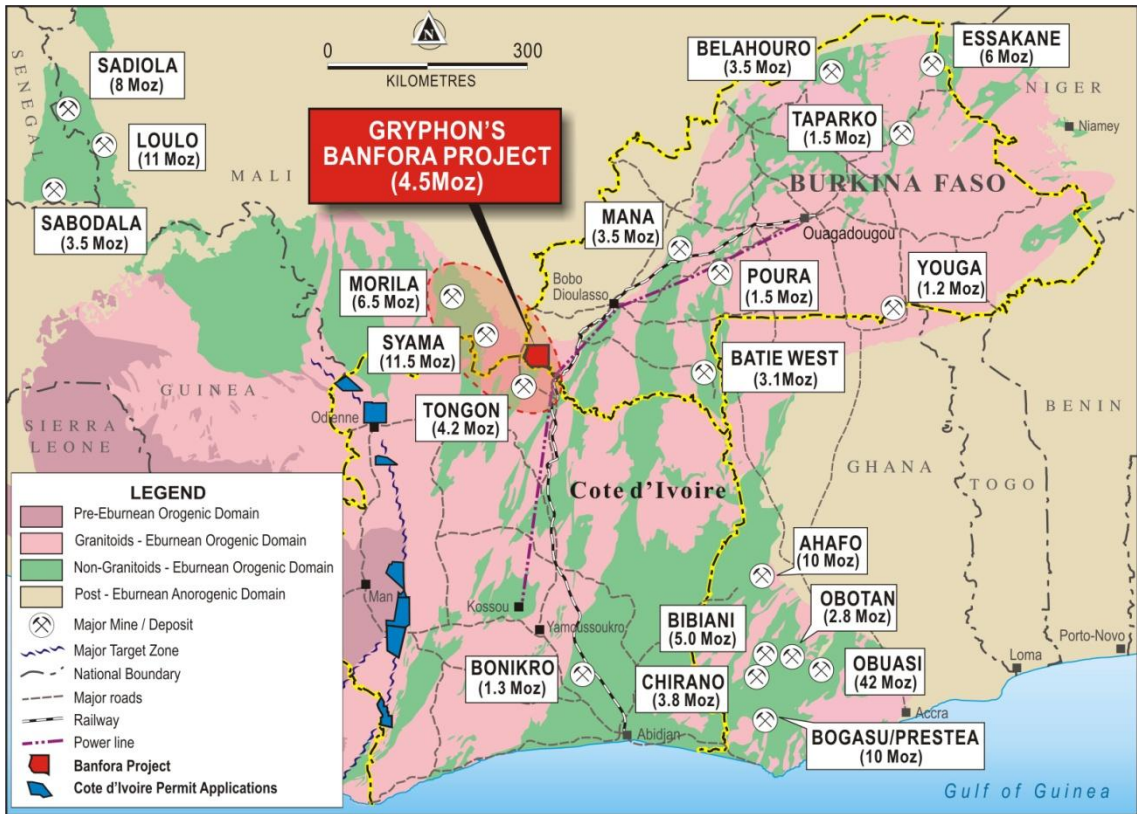 SENEGAL
SADIOLA
(8 Moz)
LOULO
(11 Moz)
SABODALA
(3.5 Moz)
MALI
N
0 300
KILOMETRES
GRYPHON'S
BANFORA PROJECT
(4.5Moz)
BELAHOURO
(3.5 Moz)
ESSAKANE
(6 Moz)
NIGER
Niamey
TAPARKO
(1.5 Moz)
BURKINA FASO
MANA
(3.5 Moz)
Ouagadougou
Bobo
Dioulasso
POURA
(1.5 Moz)
YOUGA
(1.2 Moz)
MORILA
(6.5 Moz)
SYAMA
(11.5 Moz)
BATIE WEST
(3.1Moz)
TONGON
(4.2 Moz)
GUINEA
Odienne
SIERRA
LEONE
BENIN
GHANA
TOGO
Cote d'Ivoire
LEGEND
Pre-Eburnean Orogenic Domain
Granitoids - Eburnean Orogenic Domain
Non-Granitoids - Eburnean Orogenic Domain
Post - Eburnean Anorogenic Domain
Major Mine / Deposit
Major Target Zone
National Boundary
Major roads
Railway
Power line
Banfora Project
Cote d'Ivoire Permit Applications
Man
Kossou
Yamoussoukro
BONIKRO
(1.3 Moz)
Abidjan
AHAFO
(10 Moz)
OBOTAN
(2.8 Moz)
BIBIANI
(5.0 Moz)
CHIRANO
(3.8 Moz)
OBUASI
(42 Moz)
BOGASU/PRESTEA
(10 Moz)
Accra
Loma
Porto-Novo
Gulf of Guinea